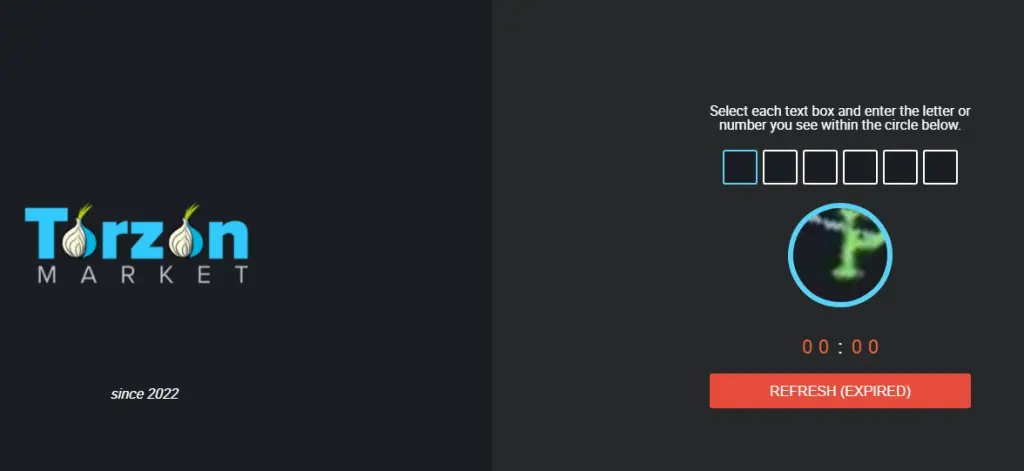 Torzon
MARKET
since 2022
Select each text box and enter the letter or
number you see within the circle below.
00:00
REFRESH (EXPIRED)